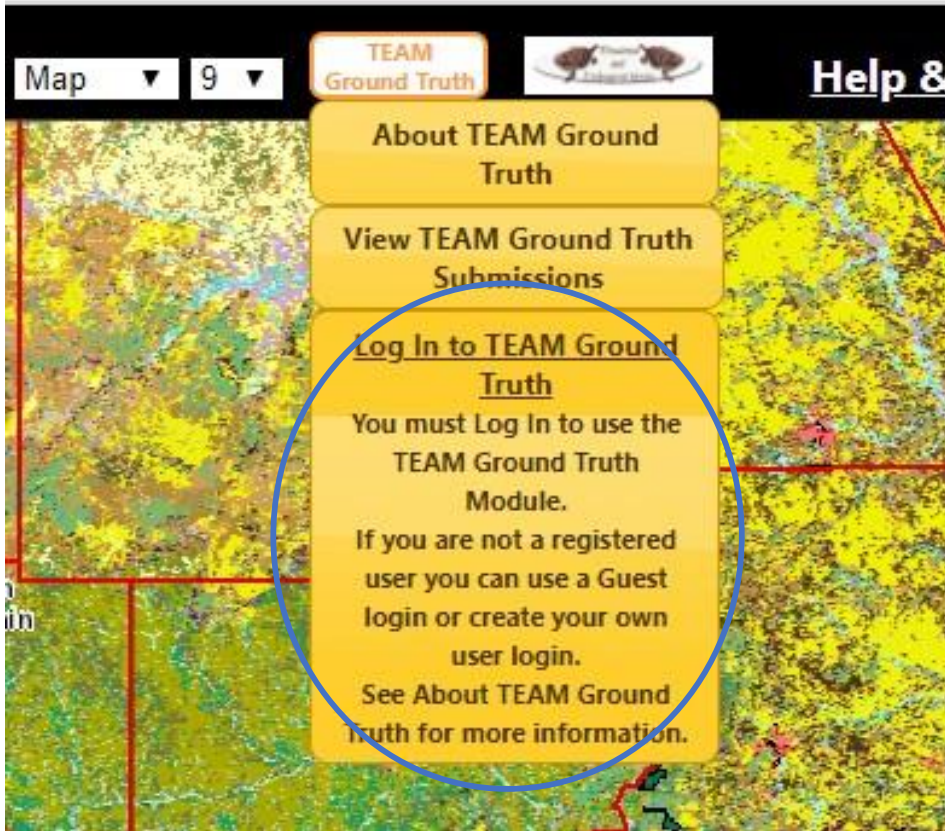 Map ▼ 9 ▼
TEAM
Ground Truth
Help &
About TEAM Ground
Truth
View TEAM Ground Truth
Submissions
Log In to TEAM Ground
Truth
You must Log In to use the
TEAM Ground Truth
Module.
If you are not a registered
user you can use a Guest
login or create your own
user login.
See About TEAM Ground
Truth for more information.
in